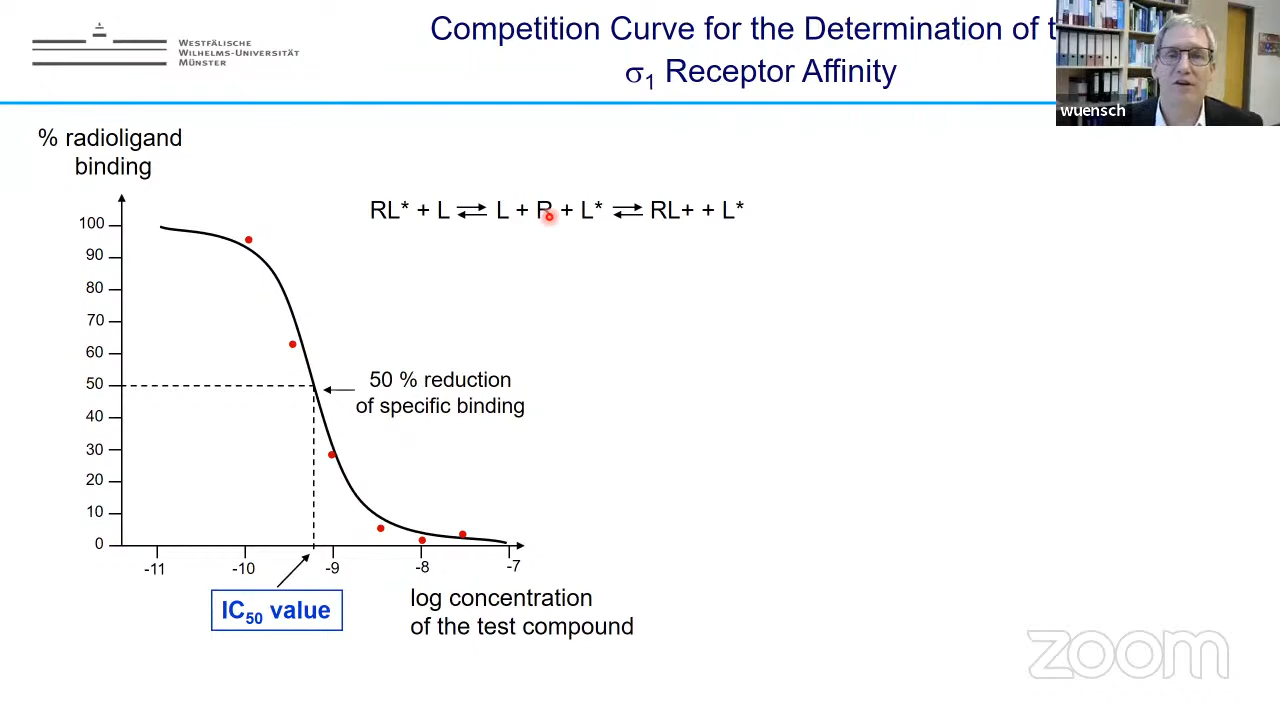 WESTFÄLISCHE
WILHELMS-UNIVERSITÄT
MÜNSTER
Competition Curve for the Determination of t
σ1 Receptor Affinity
wuensch
% radioligand
binding
RL* + L ⇌ L + R + L* ⇌ RL+ + L*
100
90
80
70
60
50
40
30
20
10
0
50 % reduction
of specific binding
-11 -10 -9 -8 -7
IC50 value
log concentration
of the test compound
zoom